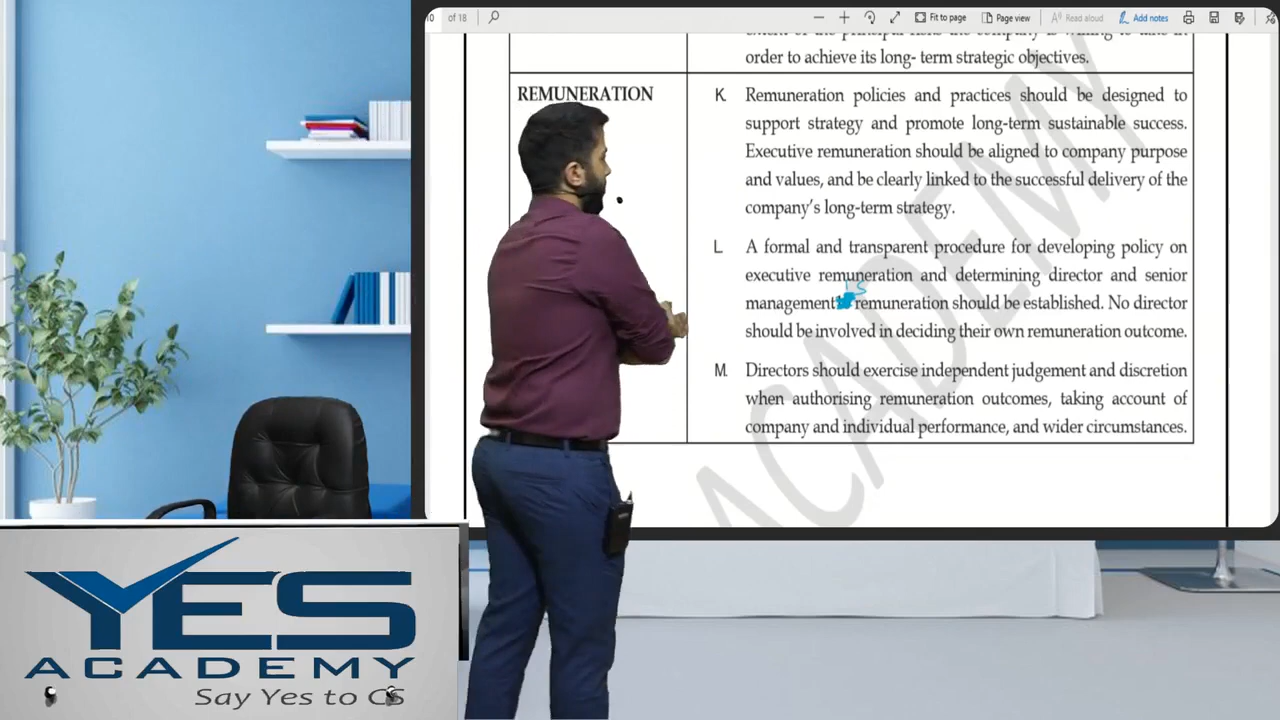 10 of 18 Fit to page Page view Read aloud Add notes
order to achieve its long- term strategic objectives.
REMUNERATION
K. Remuneration policies and practices should be designed to
support strategy and promote long-term sustainable success.
Executive remuneration should be aligned to company purpose
and values, and be clearly linked to the successful delivery of the
company's long-term strategy.
L. A formal and transparent procedure for developing policy on
executive remuneration and determining director and senior
management remuneration should be established. No director
should be involved in deciding their own remuneration outcome.
M. Directors should exercise independent judgement and discretion
when authorising remuneration outcomes, taking account of
company and individual performance, and wider circumstances.
ACADEMY
ACADEMY
YES
ACADEMY
Say Yes to CS